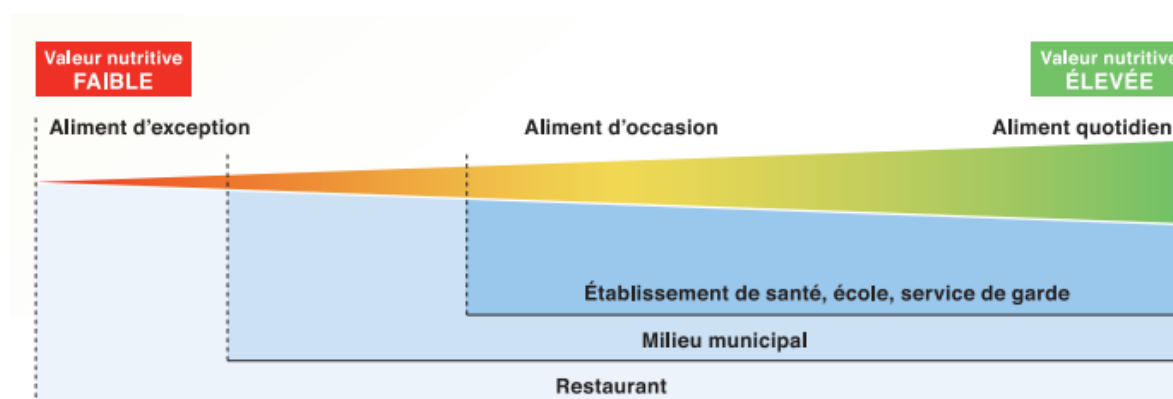 Valeur nutritive
FAIBLE
Valeur nutritive
ÉLEVÉE
Aliment d'exception
Aliment d'occasion
Aliment quotidien
Établissement de santé, école, service de garde
Milieu municipal
Restaurant